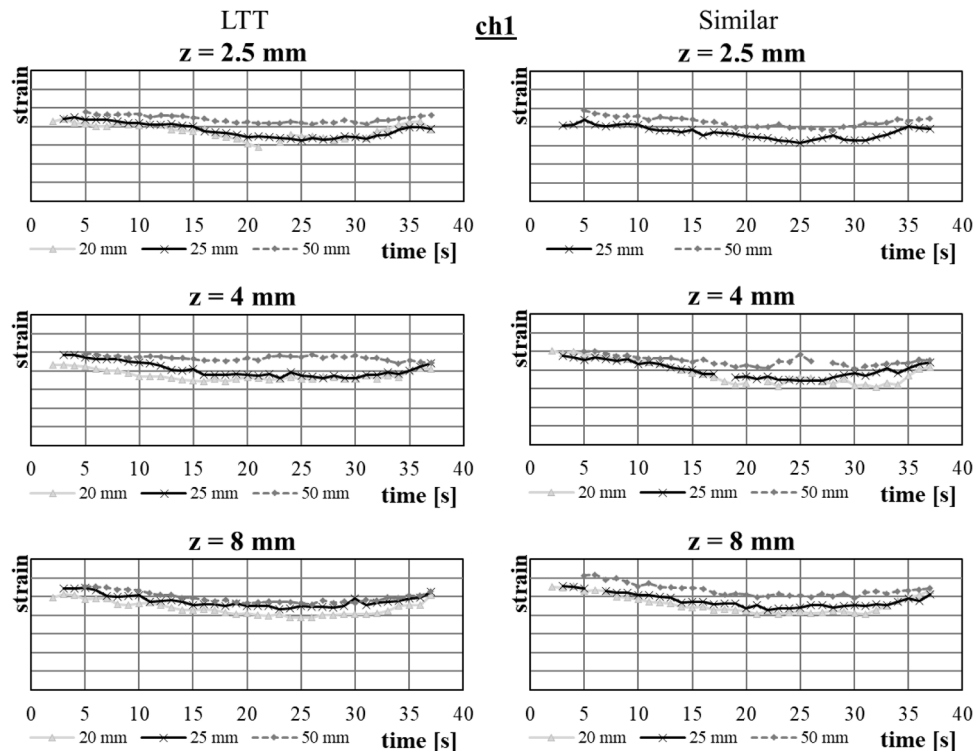 LTT ch1 Similar
z = 2.5 mm z = 2.5 mm
strain strain
0 5 10 15 20 25 30 35 40 0 5 10 15 20 25 30 35 40
20 mm 25 mm 50 mm time [s] 25 mm 50 mm time [s]
z = 4 mm z = 4 mm
strain strain
0 5 10 15 20 25 30 35 40 0 5 10 15 20 25 30 35 40
20 mm 25 mm 50 mm time [s] 20 mm 25 mm 50 mm time [s]
z = 8 mm z = 8 mm
strain strain
0 5 10 15 20 25 30 35 40 0 5 10 15 20 25 30 35 40
20 mm 25 mm 50 mm time [s] 20 mm 25 mm 50 mm time [s]